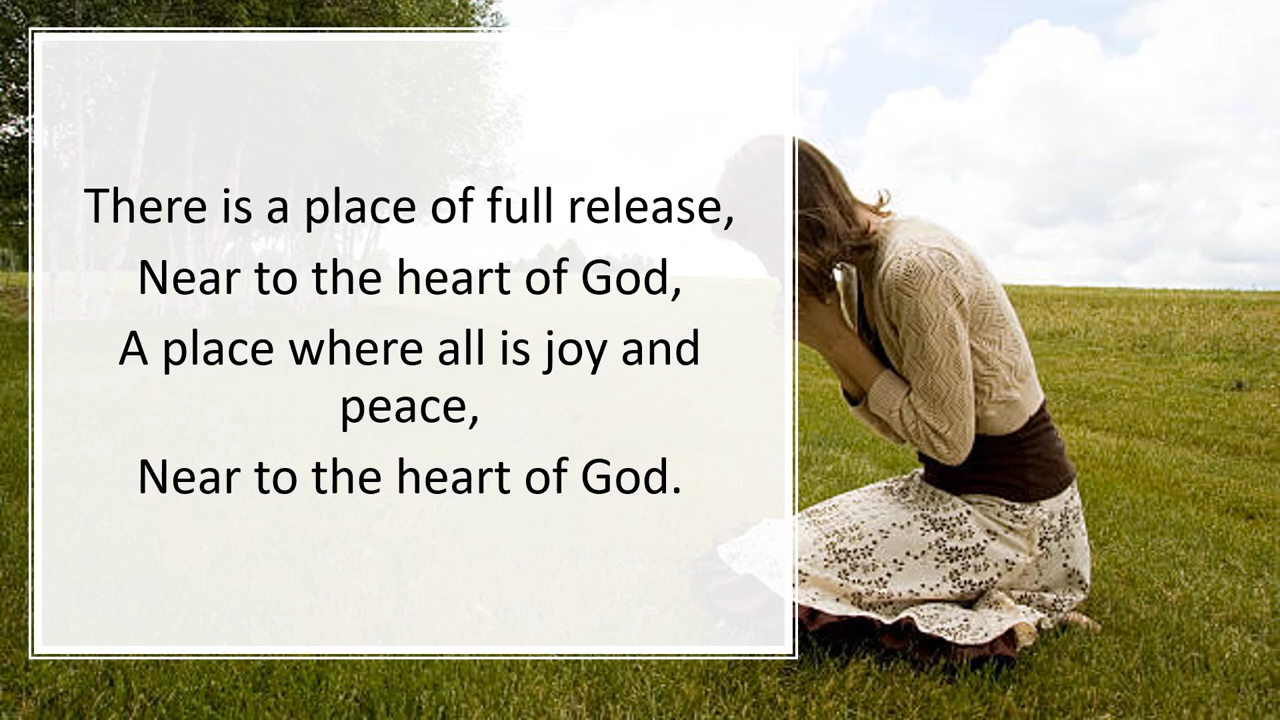 There is a place of full release,
Near to the heart of God,
A place where all is joy and
peace,
Near to the heart of God.